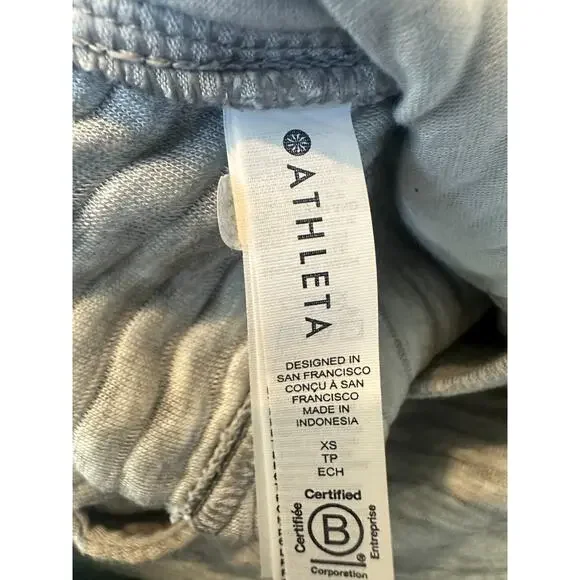 ATHLETA
DESIGNED IN
SAN FRANCISCO
CONÇU À SAN
FRANCISCO
MADE IN
INDONESIA
XS
TP
ECH
Certified
Certifiée
B
Entreprise
Corporation